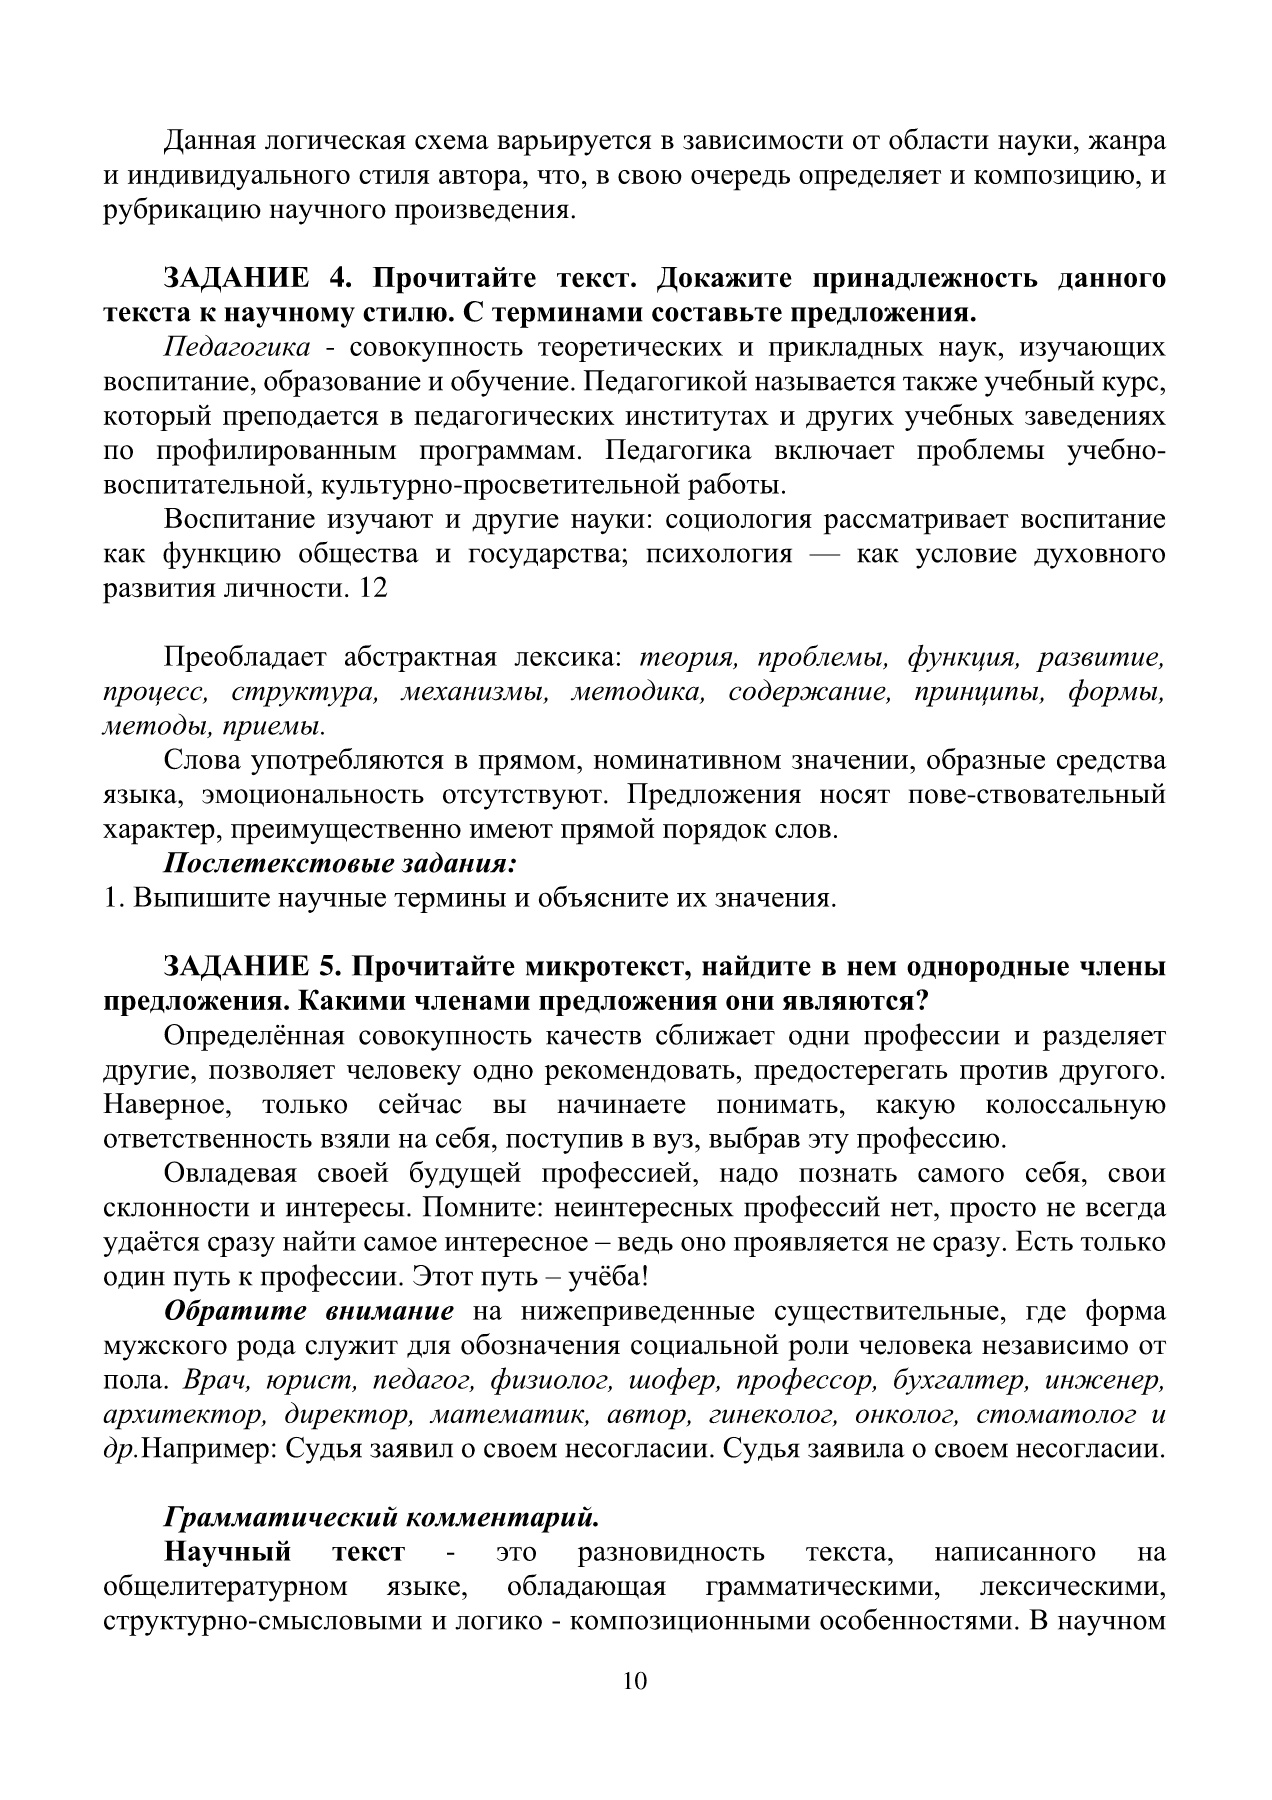 Данная логическая схема варьируется в зависимости от области науки, жанра
и индивидуального стиля автора, что, в свою очередь определяет и композицию, и
рубрикацию научного произведения.
ЗАДАНИЕ 4. Прочитайте текст. Докажите принадлежность данного
текста к научному стилю. С терминами составьте предложения.
Педагогика - совокупность теоретических и прикладных наук, изучающих
воспитание, образование и обучение. Педагогикой называется также учебный курс,
который преподается в педагогических институтах и других учебных заведениях
по профилированным программам. Педагогика включает проблемы учебно-
воспитательной, культурно-просветительной работы.
Воспитание изучают и другие науки: социология рассматривает воспитание
как функцию общества и государства; психология — как условие духовного
развития личности. 12
Преобладает абстрактная лексика: теория, проблемы, функция, развитие,
процесс, структура, механизмы, методика, содержание, принципы, формы,
методы, приемы.
Слова употребляются в прямом, номинативном значении, образные средства
языка, эмоциональность отсутствуют. Предложения носят пове-ствовательный
характер, преимущественно имеют прямой порядок слов.
Послетекстовые задания:
1. Выпишите научные термины и объясните их значения.
ЗАДАНИЕ 5. Прочитайте микротекст, найдите в нем однородные члены
предложения. Какими членами предложения они являются?
Определённая совокупность качеств сближает одни профессии и разделяет
другие, позволяет человеку одно рекомендовать, предостерегать против другого.
Наверное, только сейчас вы начинаете понимать, какую колоссальную
ответственность взяли на себя, поступив в вуз, выбрав эту профессию.
Овладевая своей будущей профессией, надо познать самого себя, свои
склонности и интересы. Помните: неинтересных профессий нет, просто не всегда
удаётся сразу найти самое интересное – ведь оно проявляется не сразу. Есть только
один путь к профессии. Этот путь – учёба!
Обратите внимание на нижеприведенные существительные, где форма
мужского рода служит для обозначения социальной роли человека независимо от
пола. Врач, юрист, педагог, физиолог, шофер, профессор, бухгалтер, инженер,
архитектор, директор, математик, автор, гинеколог, онколог, стоматолог и
др.Например: Судья заявил о своем несогласии. Судья заявила о своем несогласии.
Грамматический комментарий.
Научный текст - это разновидность текста, написанного на
общелитературном языке, обладающая грамматическими, лексическими,
структурно-смысловыми и логико - композиционными особенностями. В научном
10